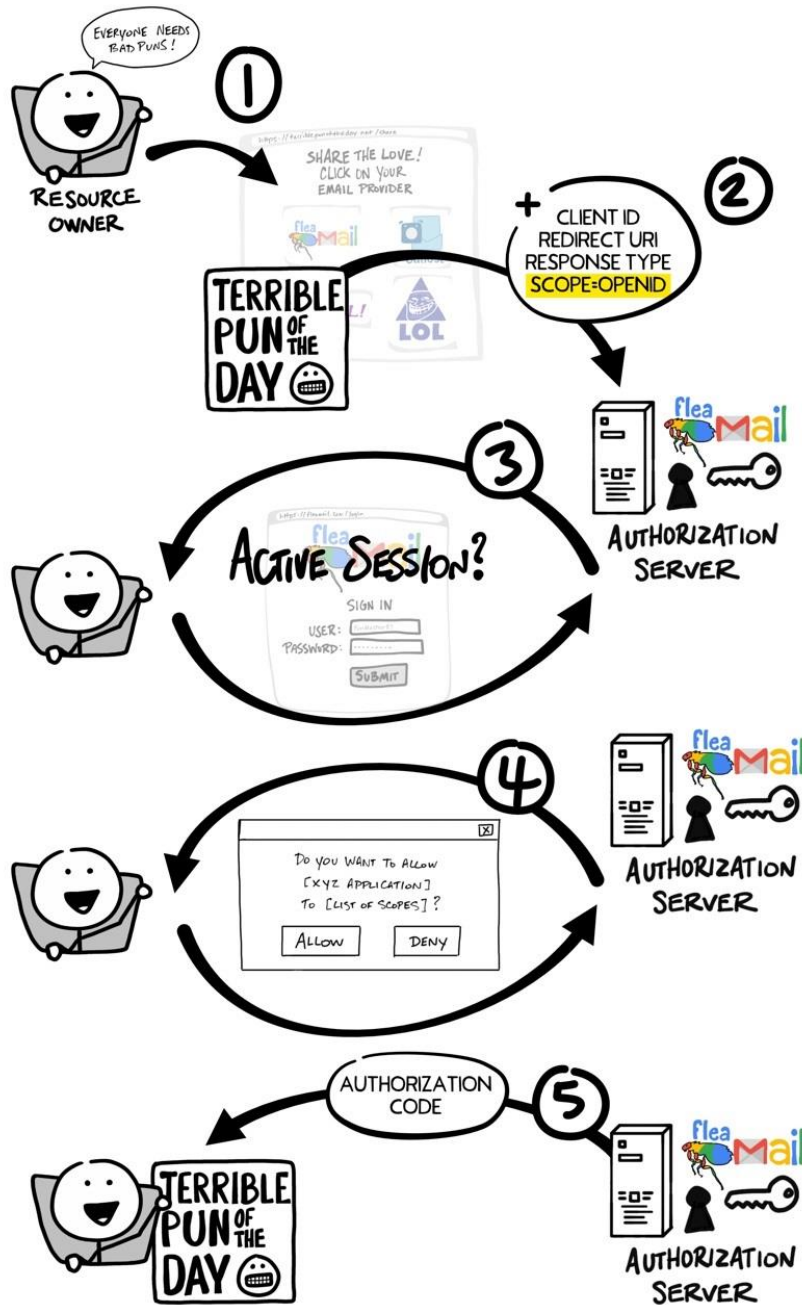 EVERYONE NEEDS
BAD PUNS!
1
RESOURCE
OWNER
SHARE THE LOVE!
CLICK ON YOUR
EMAIL PROVIDER
flea Mail
L!
LOL
TERRIBLE
PUN OF THE
DAY
2
+
CLIENT ID
REDIRECT URI
RESPONSE TYPE
SCOPE=OPENID
flea Mail
AUTHORIZATION
SERVER
3
flea Mail
ACTIVE SESSION?
SIGN IN
USER:
PASSWORD:
SUBMIT
4
DO YOU WANT TO ALLOW
[XYZ APPLICATION]
TO [LIST OF SCOPES]?
ALLOW DENY
flea Mail
AUTHORIZATION
SERVER
AUTHORIZATION
CODE
5
TERRIBLE
PUN OF THE
DAY
flea Mail
AUTHORIZATION
SERVER